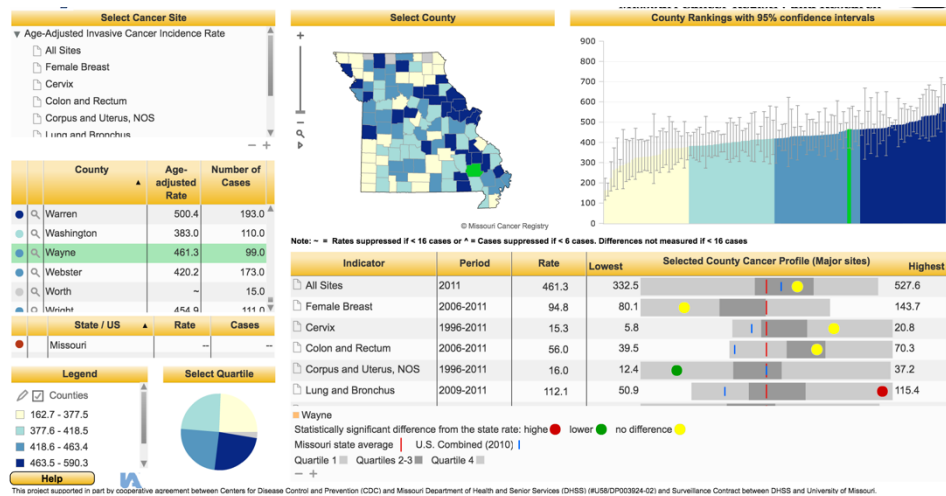 Select Cancer Site
Age-Adjusted Invasive Cancer Incidence Rate
All Sites
Female Breast
Cervix
Colon and Rectum
Corpus and Uterus, NOS
Lung and Bronchus
County Age-adjusted Rate Number of Cases
Warren 500.4 193.0
Washington 383.0 110.0
Wayne 461.3 99.0
Webster 420.2 173.0
Worth ~ 15.0
Wright 454.9 111.0
State / US Rate Cases
Missouri -- --
Legend
Counties
162.7 - 377.5
377.6 - 418.5
418.6 - 463.4
463.5 - 590.3
Help
Select Quartile
Select County
© Missouri Cancer Registry
County Rankings with 95% confidence intervals
900
800
700
600
500
400
300
200
100
0
Note: ~ = Rates suppressed if < 16 cases or ^ = Cases suppressed if < 6 cases. Differences not measured if < 16 cases
Indicator Period Rate Lowest Selected County Cancer Profile (Major sites) Highest
All Sites 2011 461.3 332.5 527.6
Female Breast 2006-2011 94.8 80.1 143.7
Cervix 1996-2011 15.3 5.8 20.8
Colon and Rectum 2006-2011 56.0 39.5 70.3
Corpus and Uterus, NOS 1996-2011 16.0 12.4 37.2
Lung and Bronchus 2009-2011 112.1 50.9 115.4
Wayne
Statistically significant difference from the state rate: highe lower no difference
Missouri state average | U.S. Combined (2010) |
Quartile 1 Quartiles 2-3 Quartile 4
This project supported in part by cooperative agreement between Centers for Disease Control and Prevention (CDC) and Missouri Department of Health and Senior Services (DHSS) (#U58/DP003924-02) and Surveillance Contract between DHSS and University of Missouri.